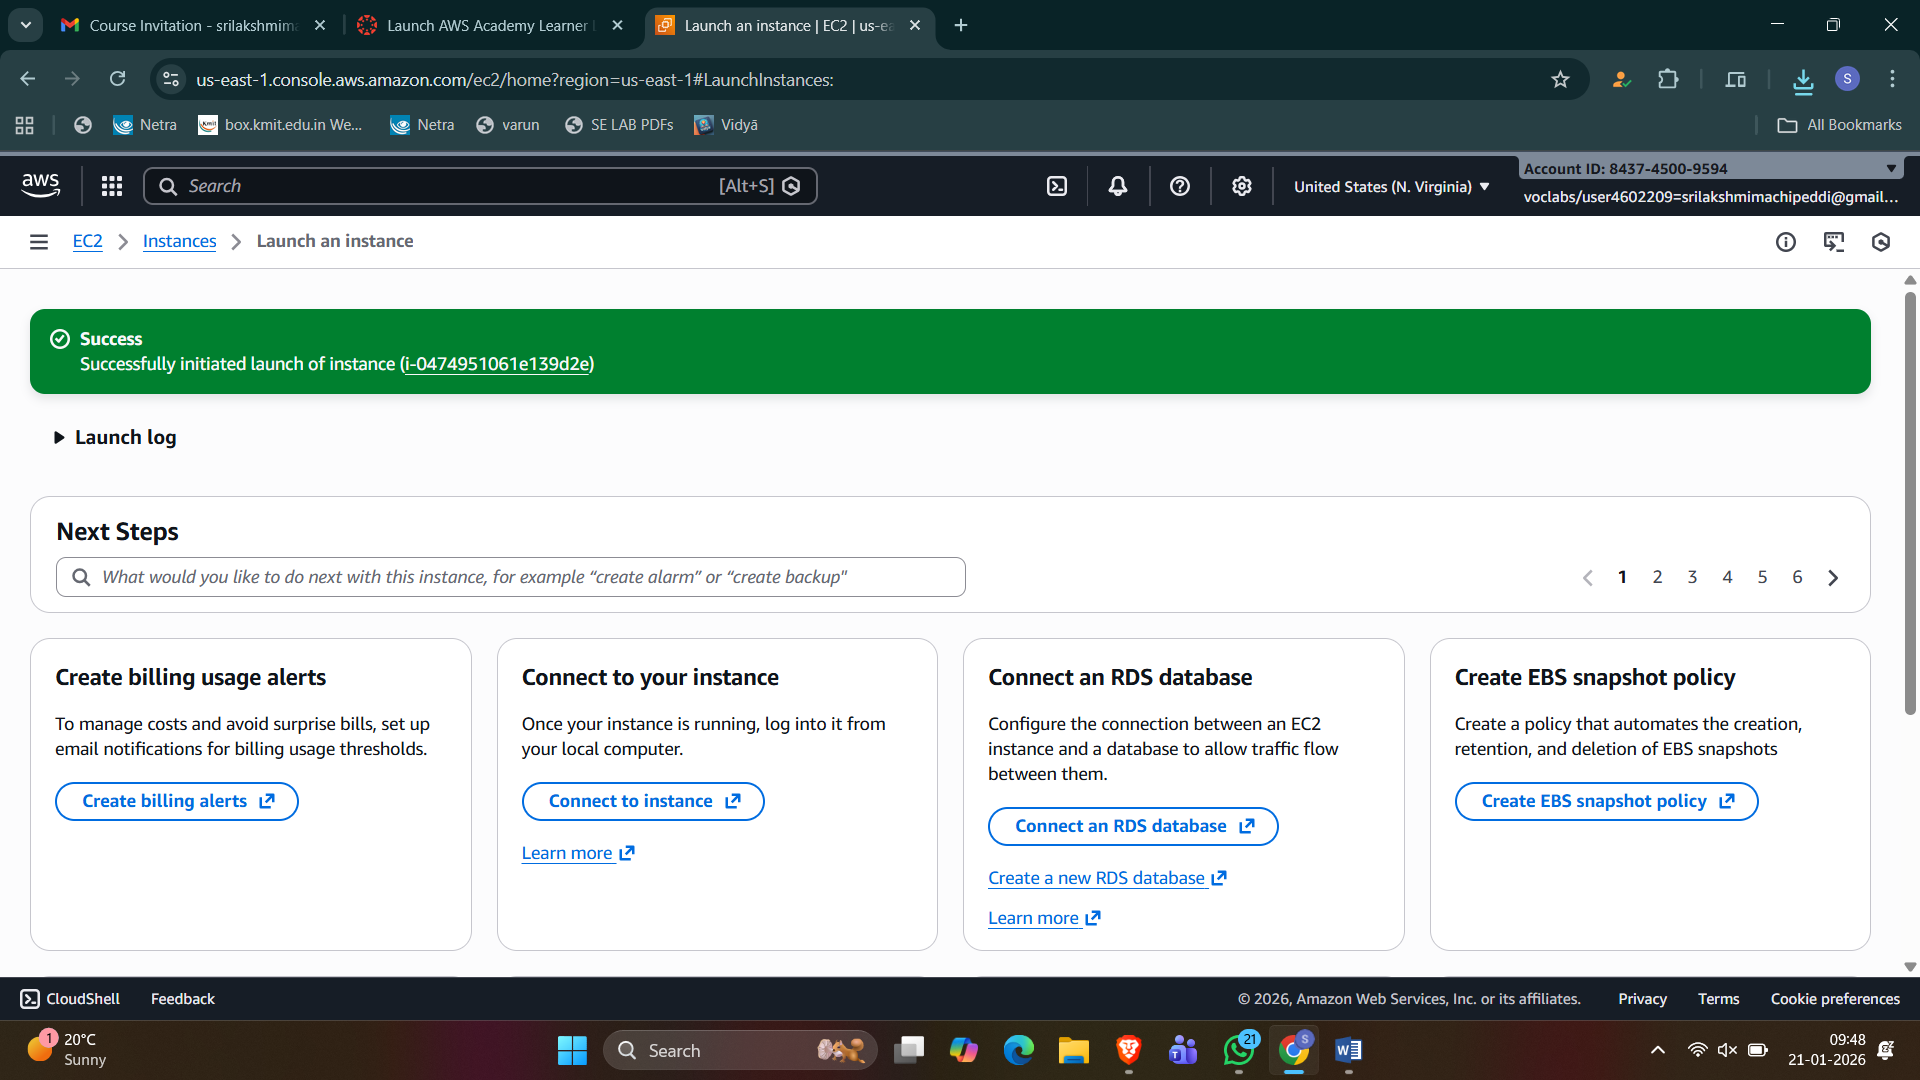 Course Invitation - srilakshmima
Launch AWS Academy Learner
Launch an instance | EC2 | us-ea
us-east-1.console.aws.amazon.com/ec2/home?region=us-east-1#LaunchInstances:
S
Netra
box.kmit.edu.in We...
Netra
varun
SE LAB PDFs
Vidyā
All Bookmarks
aws
Search
[Alt+S]
United States (N. Virginia)
Account ID: 8437-4500-9594
voclabs/user4602209=srilakshmimachipeddi@gmail...
EC2
Instances
Launch an instance
Success
Successfully initiated launch of instance (i-0474951061e139d2e)
Launch log
Next Steps
What would you like to do next with this instance, for example “create alarm” or “create backup"
1 2 3 4 5 6
Create billing usage alerts
To manage costs and avoid surprise bills, set up
email notifications for billing usage thresholds.
Create billing alerts
Connect to your instance
Once your instance is running, log into it from
your local computer.
Connect to instance
Learn more
Connect an RDS database
Configure the connection between an EC2
instance and a database to allow traffic flow
between them.
Connect an RDS database
Create a new RDS database
Learn more
Create EBS snapshot policy
Create a policy that automates the creation,
retention, and deletion of EBS snapshots
Create EBS snapshot policy
CloudShell
Feedback
© 2026, Amazon Web Services, Inc. or its affiliates.
Privacy
Terms
Cookie preferences
1
20°C
Sunny
Search
21
S
09:48
21-01-2026